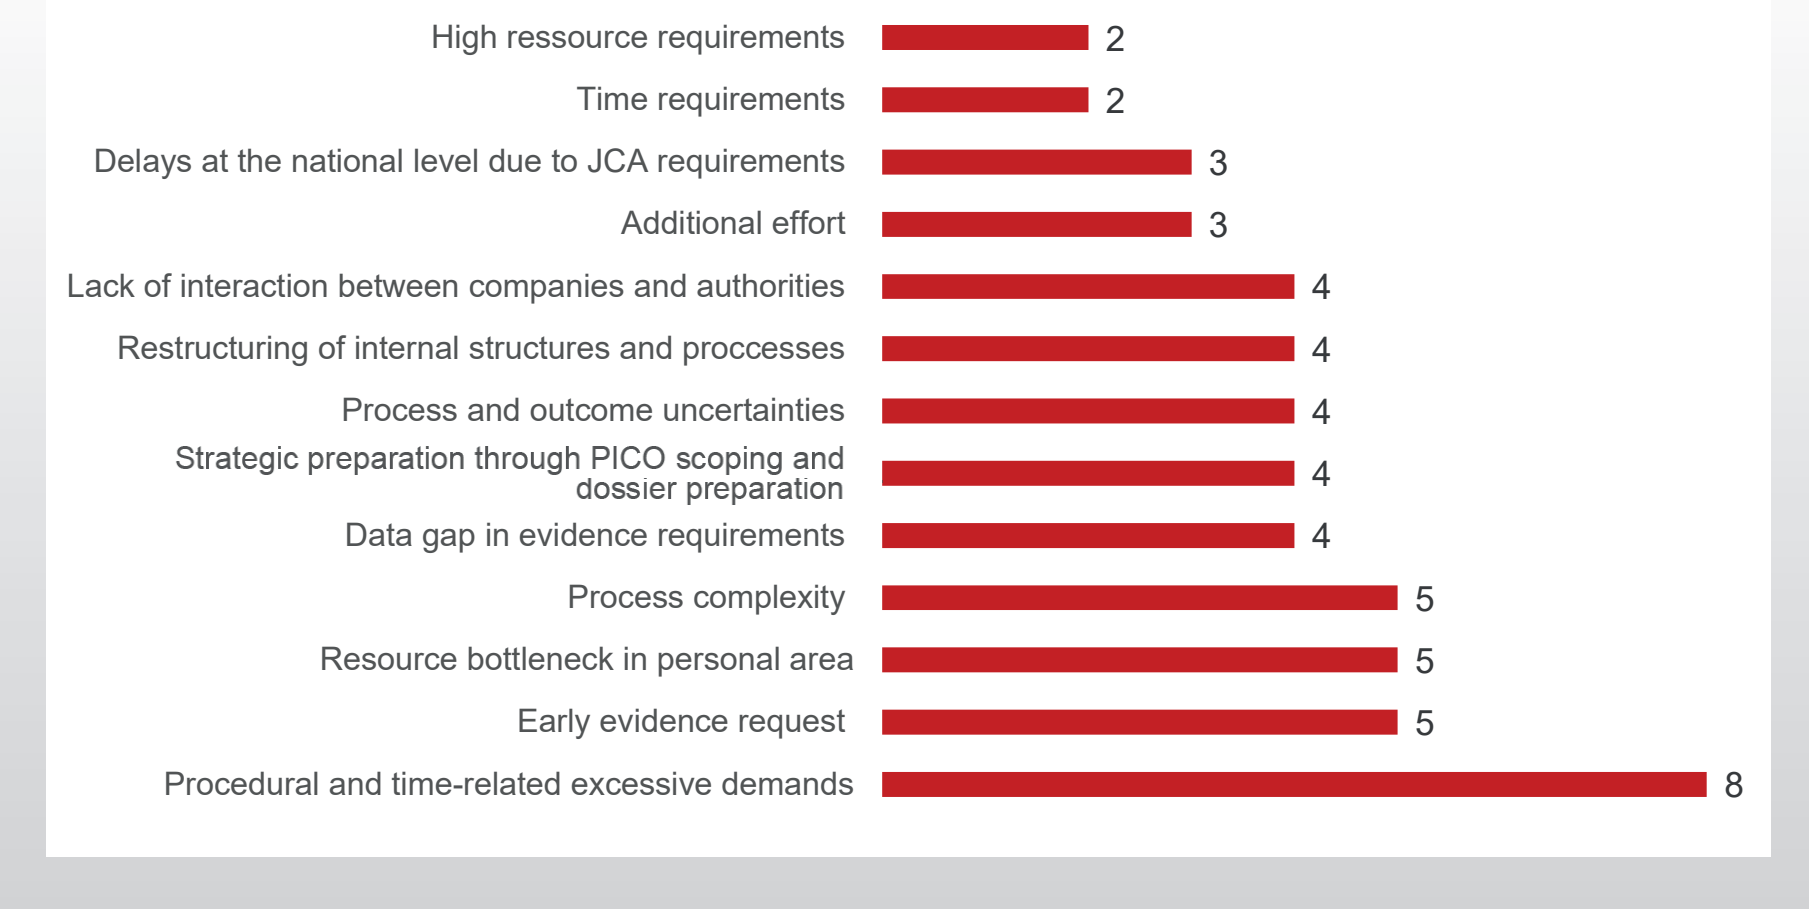 High ressource requirements 2
Time requirements 2
Delays at the national level due to JCA requirements 3
Additional effort 3
Lack of interaction between companies and authorities 4
Restructuring of internal structures and proccesses 4
Process and outcome uncertainties 4
Strategic preparation through PICO scoping and
dossier preparation 4
Data gap in evidence requirements 4
Process complexity 5
Resource bottleneck in personal area 5
Early evidence request 5
Procedural and time-related excessive demands 8